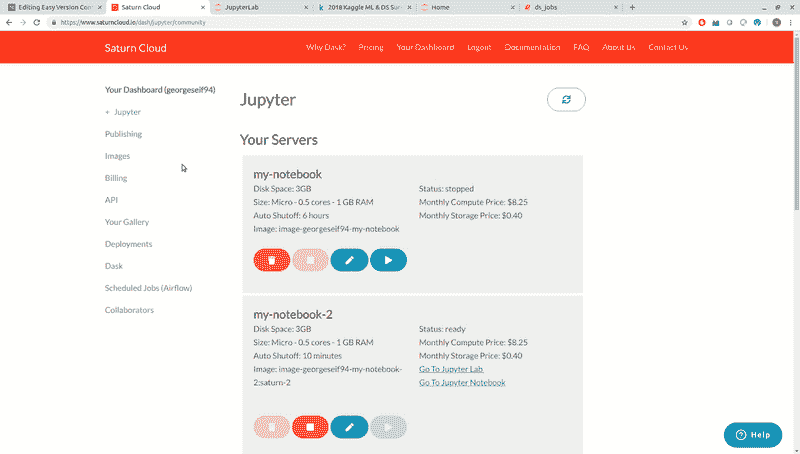 Editing Easy Version Con
Saturn Cloud
JupyterLab
2018 Kaggle ML & DS Sur
Home
ds_jobs
https://www.saturncloud.io/dash/jupyter/community
Saturn Cloud
Why Dask?
Pricing
Your Dashboard
Logout
Documentation
FAQ
About Us
Contact Us
Your Dashboard (georgeseif94)
+ Jupyter
Publishing
Images
Billing
API
Your Gallery
Deployments
Dask
Scheduled Jobs (Airflow)
Collaborators
Jupyter
Your Servers
my-notebook
Disk Space: 3GB
Size: Micro - 0.5 cores - 1 GB RAM
Auto Shutoff: 6 hours
Image: image-georgeseif94-my-notebook
Status: stopped
Monthly Compute Price: $8.25
Monthly Storage Price: $0.40
my-notebook-2
Disk Space: 3GB
Size: Micro - 0.5 cores - 1 GB RAM
Auto Shutoff: 10 minutes
Image: image-georgeseif94-my-notebook-
2:saturn-2
Status: ready
Monthly Compute Price: $8.25
Monthly Storage Price: $0.40
Go To Jupyter Lab
Go To Jupyter Notebook
Help